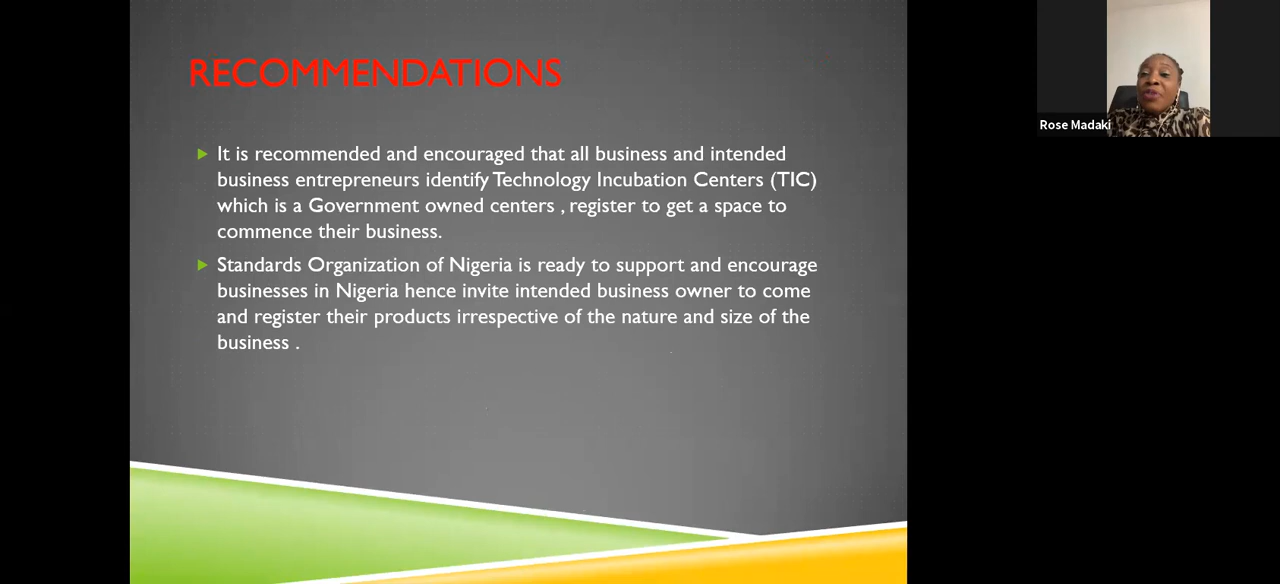 RECOMMENDATIONS
It is recommended and encouraged that all business and intended
business entrepreneurs identify Technology Incubation Centers (TIC)
which is a Government owned centers , register to get a space to
commence their business.
Standards Organization of Nigeria is ready to support and encourage
businesses in Nigeria hence invite intended business owner to come
and register their products irrespective of the nature and size of the
business .
Rose Madaki